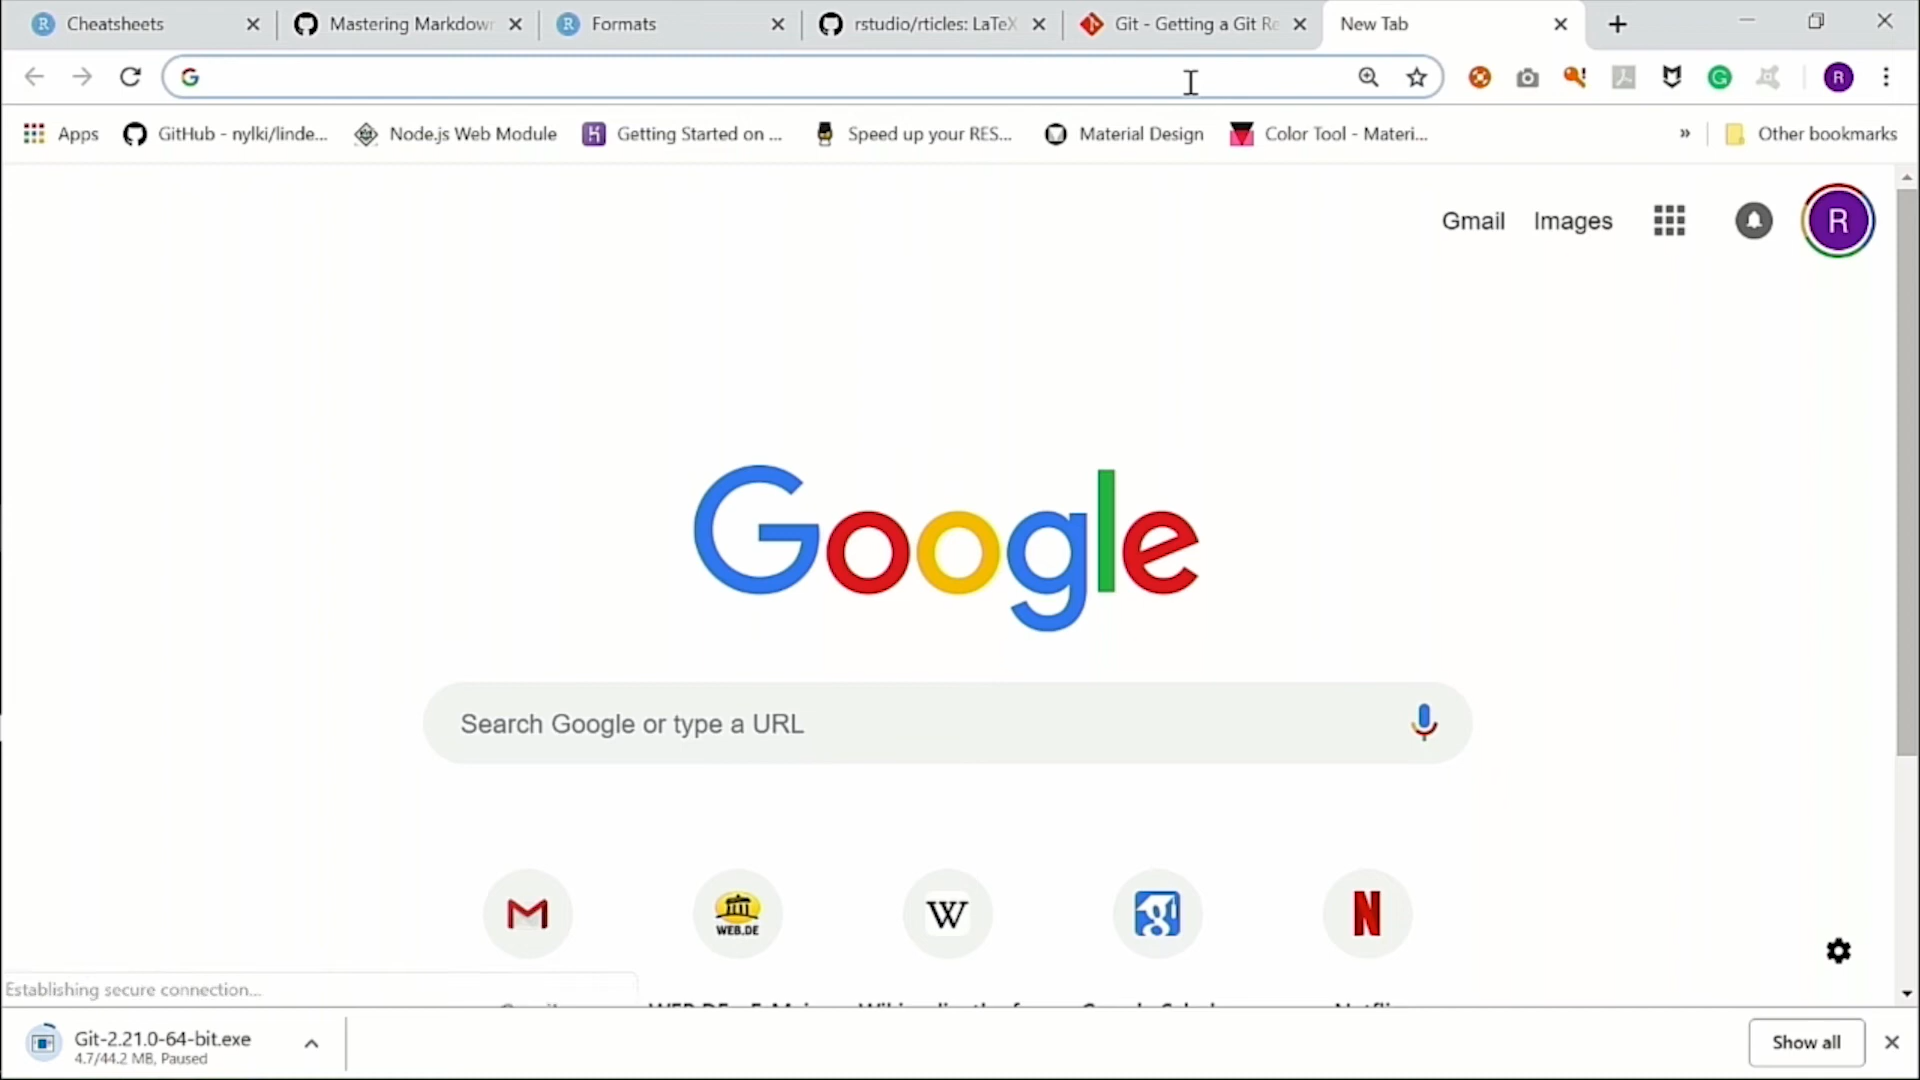 Cheatsheets
Mastering Markdown
Formats
rstudio/rticles: LaTeX
Git - Getting a Git Re
New Tab
Apps
GitHub - nylki/linde...
Node.js Web Module
Getting Started on ...
Speed up your RES...
Material Design
Color Tool - Materi...
»
Other bookmarks
Gmail
Images
R
R
Google
Search Google or type a URL
WEB.DE
W
N
Establishing secure connection...
Git-2.21.0-64-bit.exe
4.7/44.2 MB, Paused
Show all